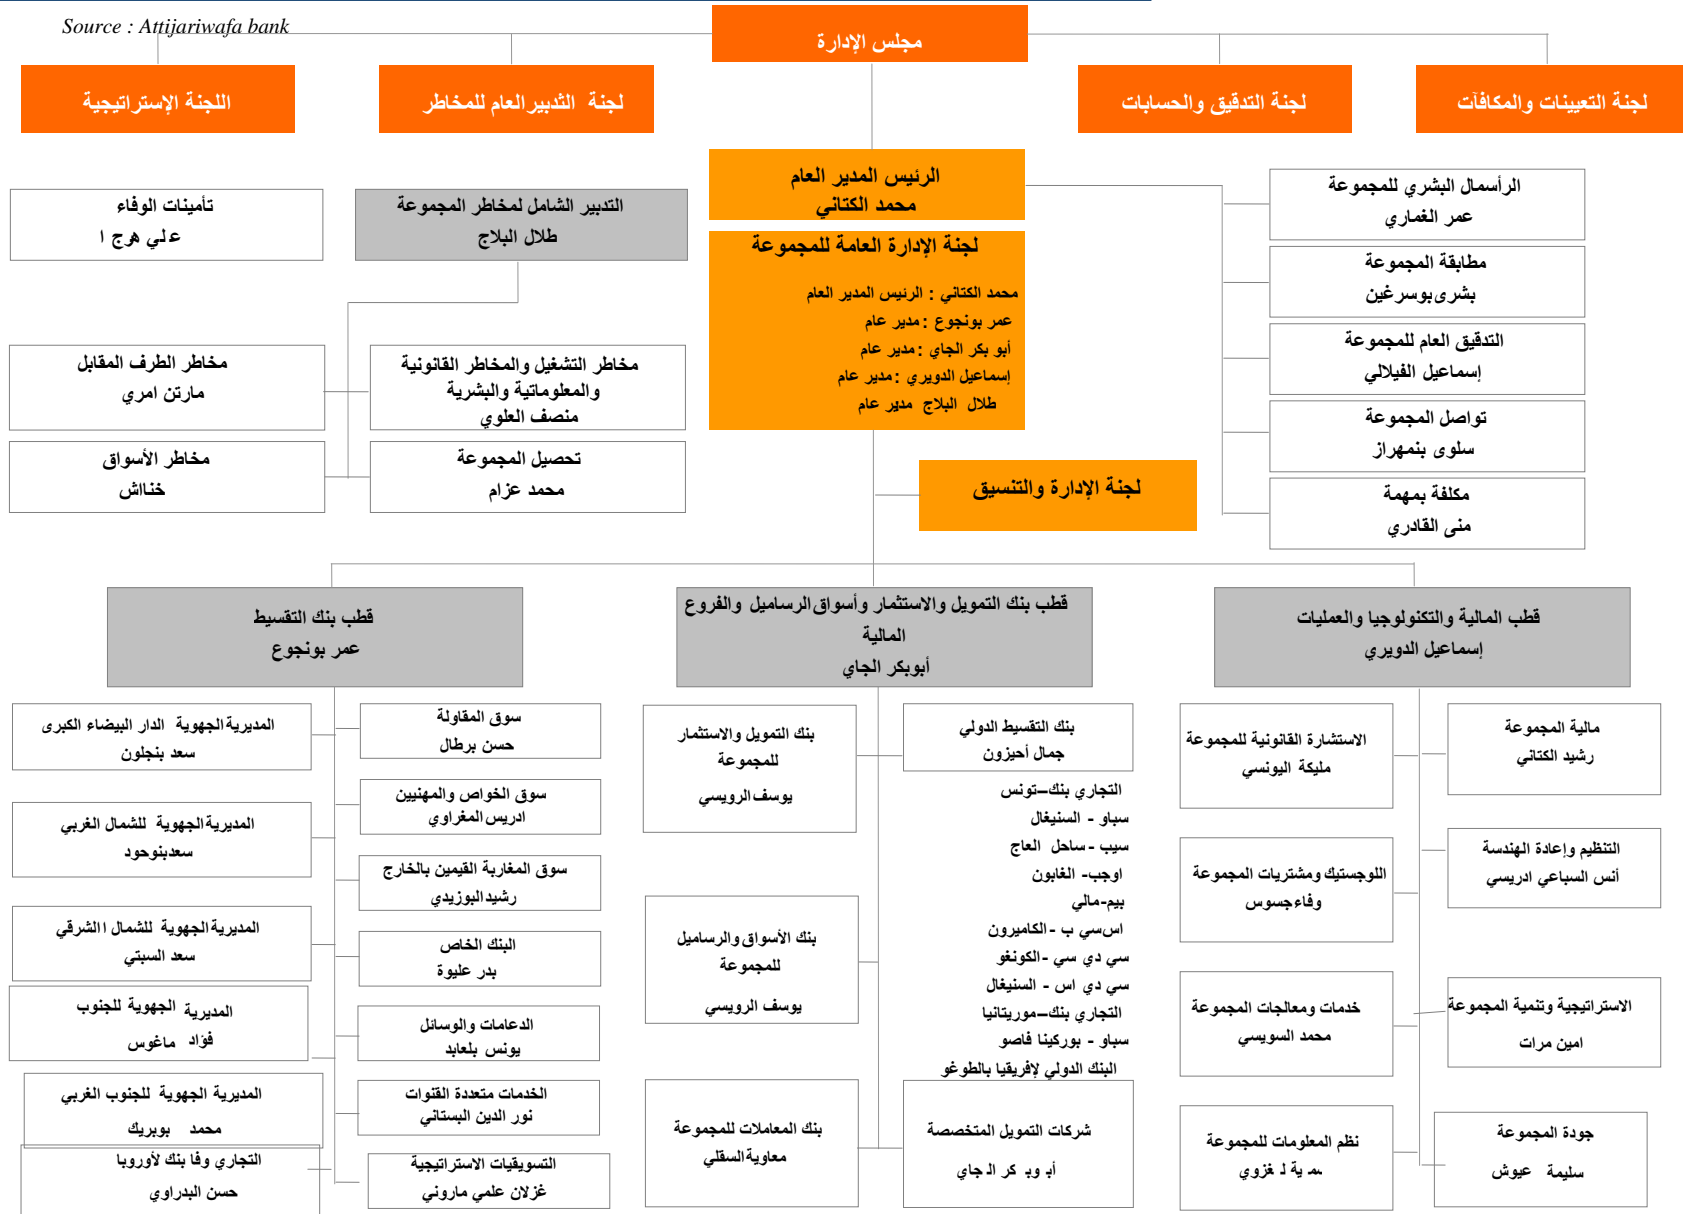 Source : Attijariwafa bank
مجلس الإدارة
لجنة التعيينات والمكافآت
لجنة التدقيق والحسابات
لجنة الثدبير العام للمخاطر
اللجنة الإستراتيجية
الرئيس المدير العام
محمد الكتاني
لجنة الإدارة العامة للمجموعة
محمد الكتاني : الرئيس المدير العام
عمر بونجوع : مدير عام
أبو بكر الجاي : مدير عام
إسماعيل الدويري : مدير عام
طلال البلاج مدير عام
لجنة الإدارة والتنسيق
الرأسمال البشري للمجموعة
عمر الغماري
مطابقة المجموعة
بشرى بوسرغين
التدقيق العام للمجموعة
إسماعيل الفيلالي
تواصل المجموعة
سلوى بنمهراز
مكلفة بمهمة
منى القادري
التدبير الشامل لمخاطر المجموعة
طلال البلاج
تأمينات الوفاء
علي هرج ا
مخاطر التشغيل والمخاطر القانونية
والمعلوماتية والبشرية
منصف العلوي
مخاطر الطرف المقابل
مارتن امري
تحصيل المجموعة
محمد عزام
مخاطر الأسواق
خنااش
قطب المالية والتكنولوجيا والعمليات
إسماعيل الدويري
قطب بنك التمويل والاستثمار وأسواق الرساميل والفروع
المالية
أبوبكر الجاي
قطب بنك التقسيط
عمر بونجوع
مالية المجموعة
رشيد الكتاني
الاستشارة القانونية للمجموعة
مليكة اليونسي
التنظيم وإعادة الهندسة
أنس السباعي ادريسي
اللوجستيك ومشتريات المجموعة
وفاء جسوس
الاستراتيجية وتنمية المجموعة
امين مرات
خدمات ومعالجات المجموعة
محمد السويسي
جودة المجموعة
سليمة عيوش
نظم المعلومات للمجموعة
سمية لغزوي
بنك التقسيط الدولي
جمال أحيزون
التجاري بنك–تونس
سباو - السنيغال
سيب - ساحل العاج
اوجب- الغابون
بيم-مالي
اسسي ب - الكاميرون
سي دي سي - الكونغو
سي دي اس - السنيغال
التجاري بنك–موريتانيا
سباو - بوركينا فاصو
البنك الدولي لإفريقيا بالطوغو
شركات التمويل المتخصصة
أبوبكر الجاي
بنك التمويل والاستثمار
للمجموعة
يوسف الرويسي
بنك الأسواق والرساميل
للمجموعة
يوسف الرويسي
بنك المعاملات للمجموعة
معاوية السقلي
سوق المقاولة
حسن برطال
سوق الخواص والمهنيين
ادريس المغراوي
سوق المغاربة القيمين بالخارج
رشيد البوزيدي
البنك الخاص
بدر عليوة
الدعامات والوسائل
يونس بلعابد
الخدمات متعددة القنوات
نور الدين البستاني
التسويقيات الاستراتيجية
غزلان علمي ماروني
المديرية الجهوية الدار البيضاء الكبرى
سعد بنجلون
المديرية الجهوية للشمال الغربي
سعدبنوحود
المديرية الجهوية للشمال االشرقي
سعد السبتي
المديرية الجهوية للجنوب
فؤاد ماغوس
المديرية الجهوية للجنوب الغربي
محمد بوبريك
التجاري وفا بنك لأوروبا
حسن البدراوي